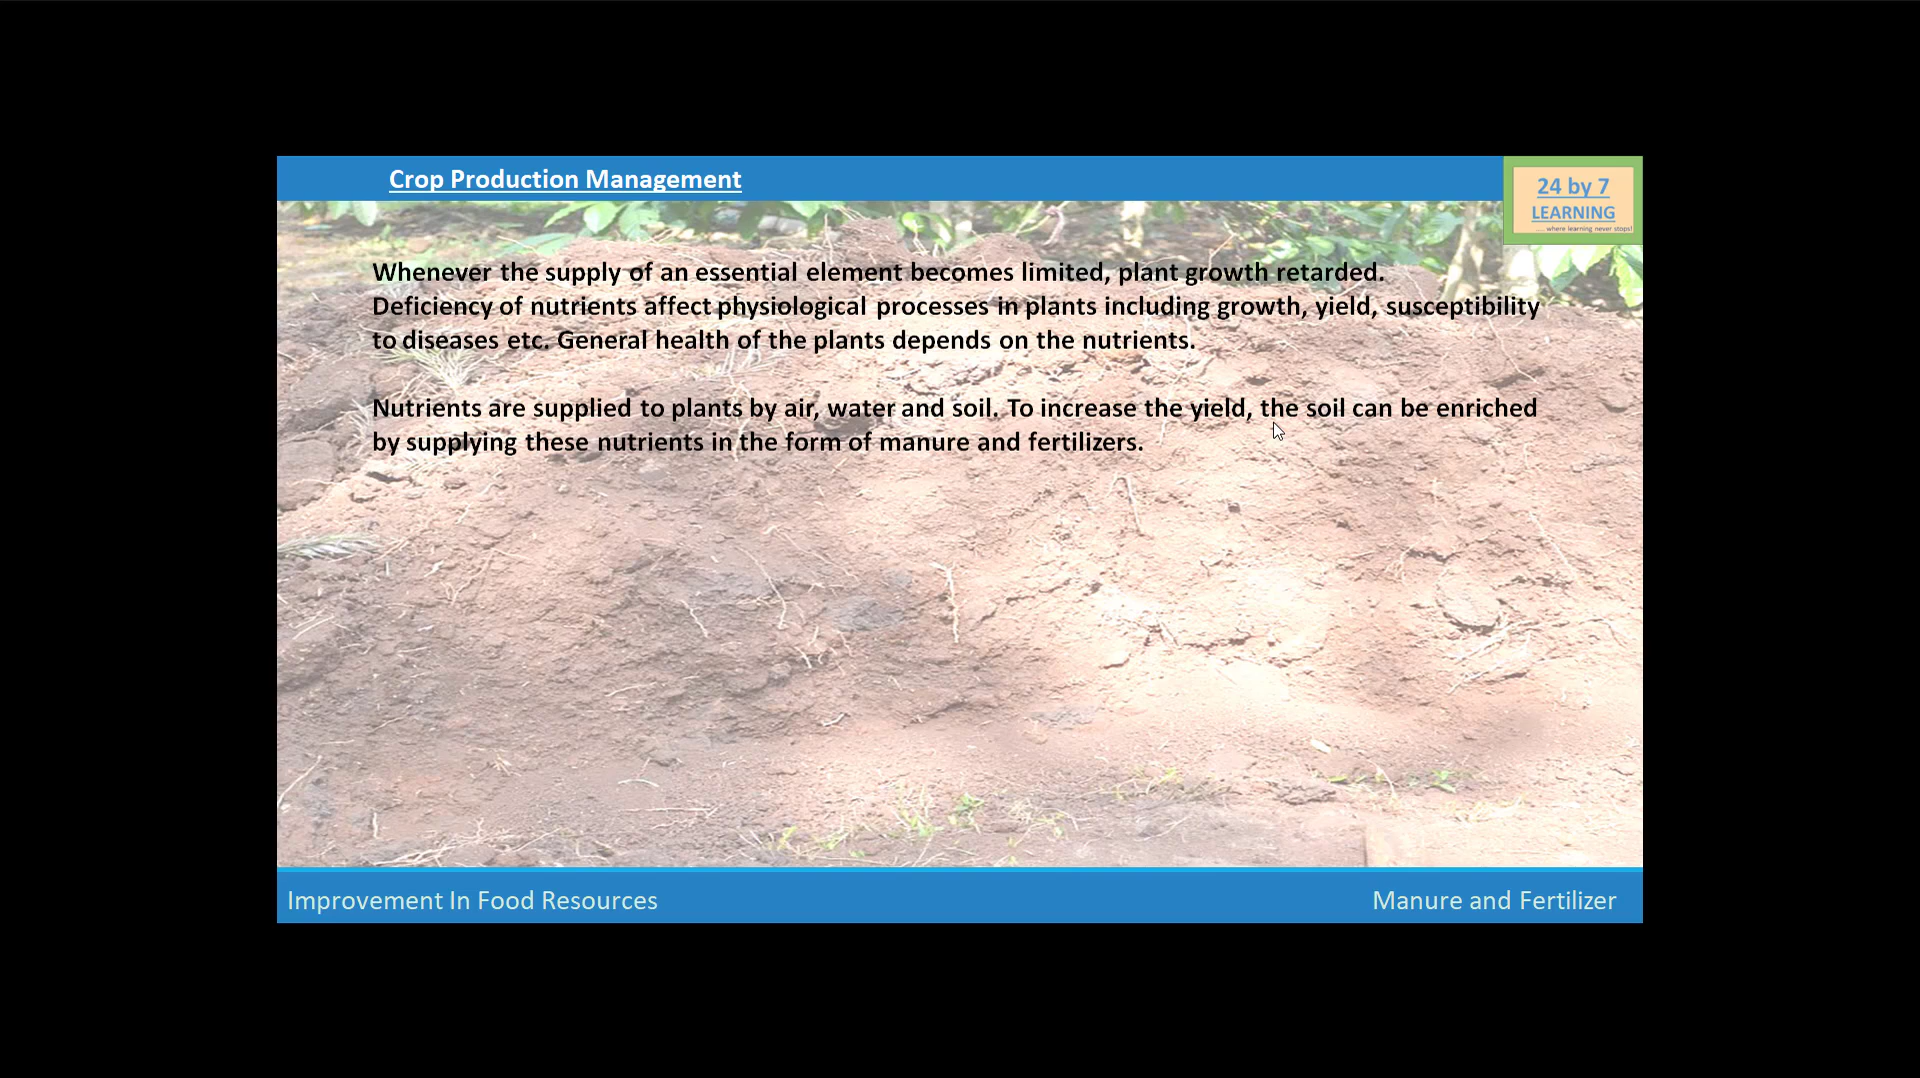 Crop Production Management
24 by 7
LEARNING
.... where learning never stops!
Whenever the supply of an essential element becomes limited, plant growth retarded.
Deficiency of nutrients affect physiological processes in plants including growth, yield, susceptibility
to diseases etc. General health of the plants depends on the nutrients.
Nutrients are supplied to plants by air, water and soil. To increase the yield, the soil can be enriched
by supplying these nutrients in the form of manure and fertilizers.
Improvement In Food Resources
Manure and Fertilizer